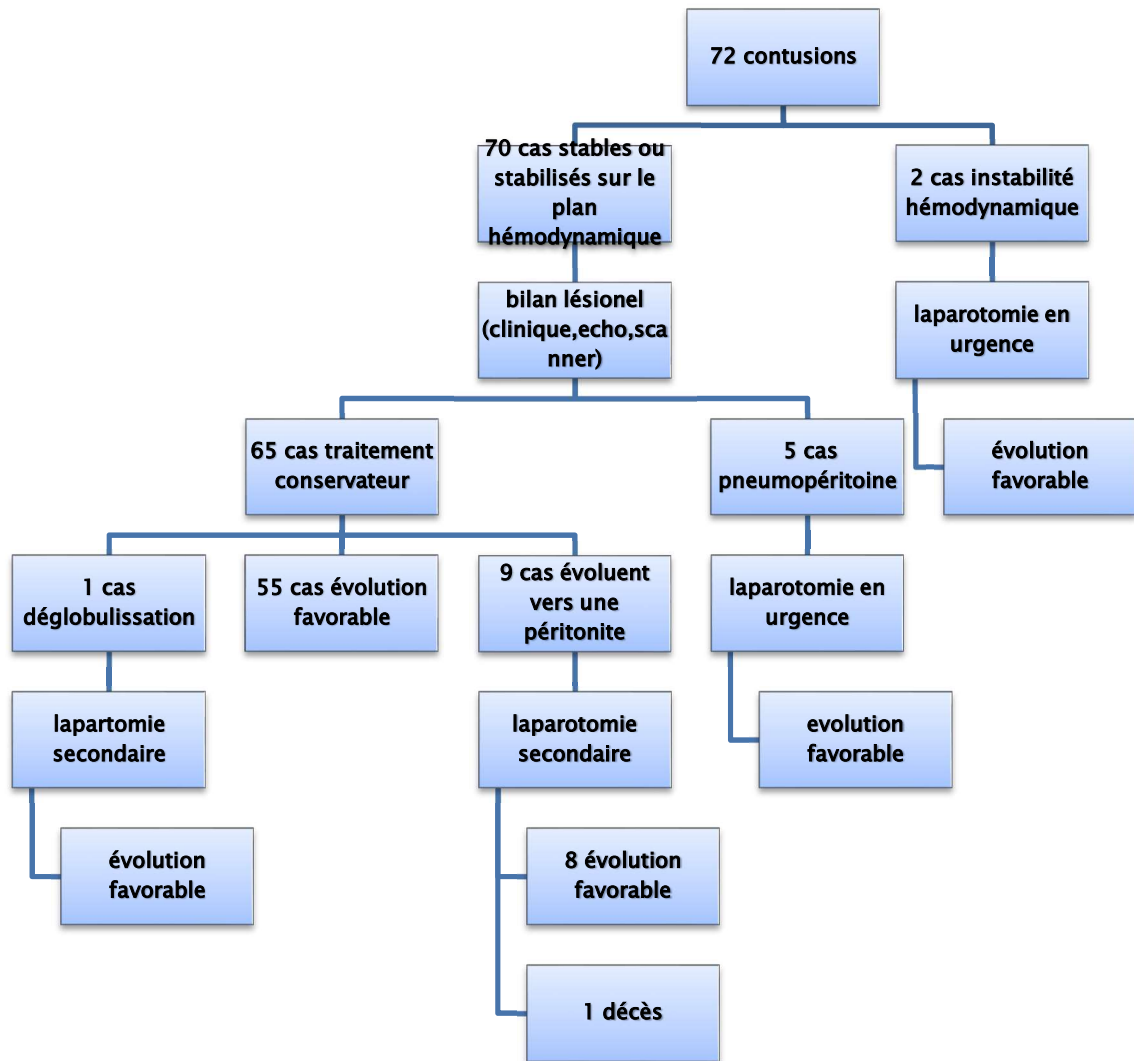 72 contusions
70 cas stables ou
stabilisés sur le
plan
hémodynamique
2 cas instabilité
hémodynamique
bilan lésionel
(clinique,echo,sca
nner)
laparotomie en
urgence
65 cas traitement
conservateur
5 cas
pneumopéritoine
évolution
favorable
1 cas
déglobulissation
55 cas évolution
favorable
9 cas évoluent
vers une
péritonite
laparotomie en
urgence
lapartomie
secondaire
laparotomie
secondaire
evolution
favorable
évolution
favorable
8 évolution
favorable
1 décès